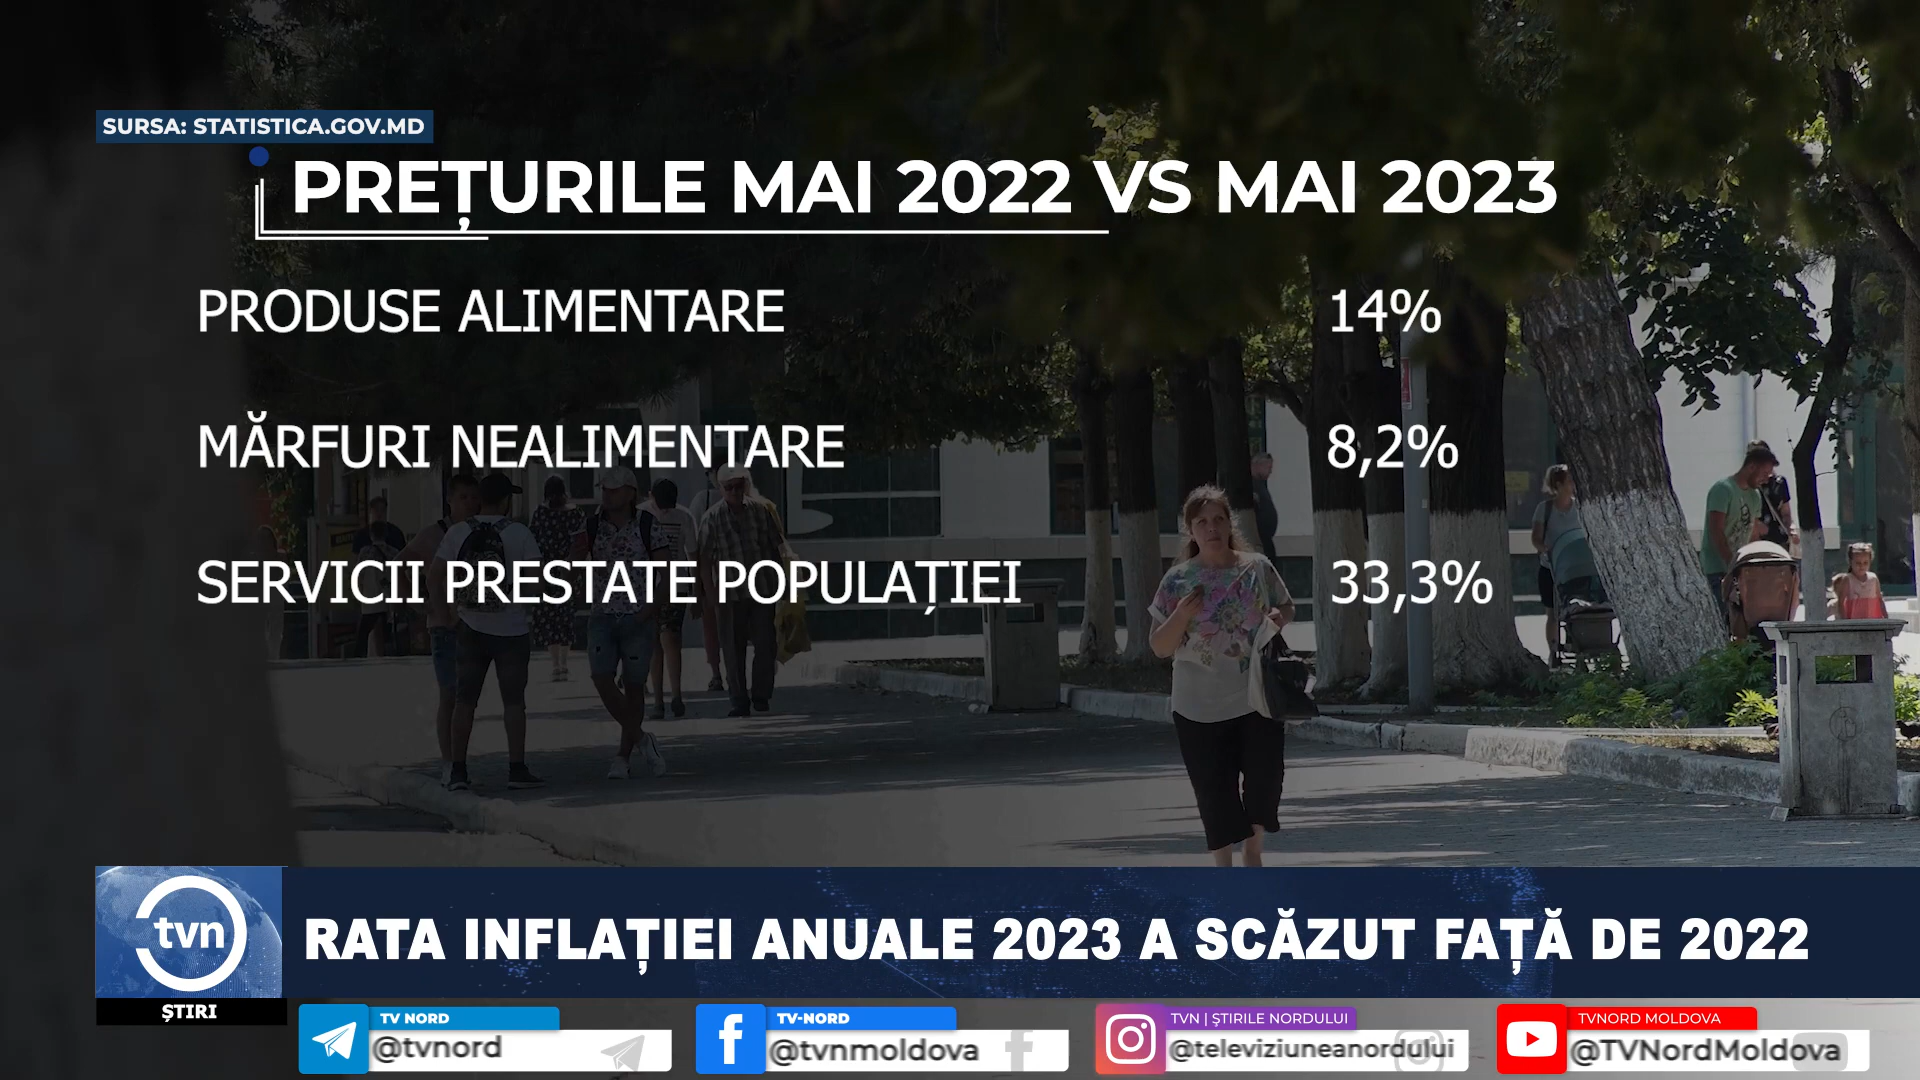 SURSA: STATISTICA.GOV.MD
PREȚURILE MAI 2022 VS MAI 2023
PRODUSE ALIMENTARE 14%
MĂRFURI NEALIMENTARE 8,2%
SERVICII PRESTATE POPULAȚIEI 33,3%
tvn
RATA INFLAȚIEI ANUALE 2023 A SCĂZUT FAȚĂ DE 2022
ȘTIRI
TV NORD
@tvnord
TV-NORD
@tvnmoldova
TVN | ȘTIRILE NORDULUI
@televiziuneanordului
TVNORD MOLDOVA
@TVNordMoldova